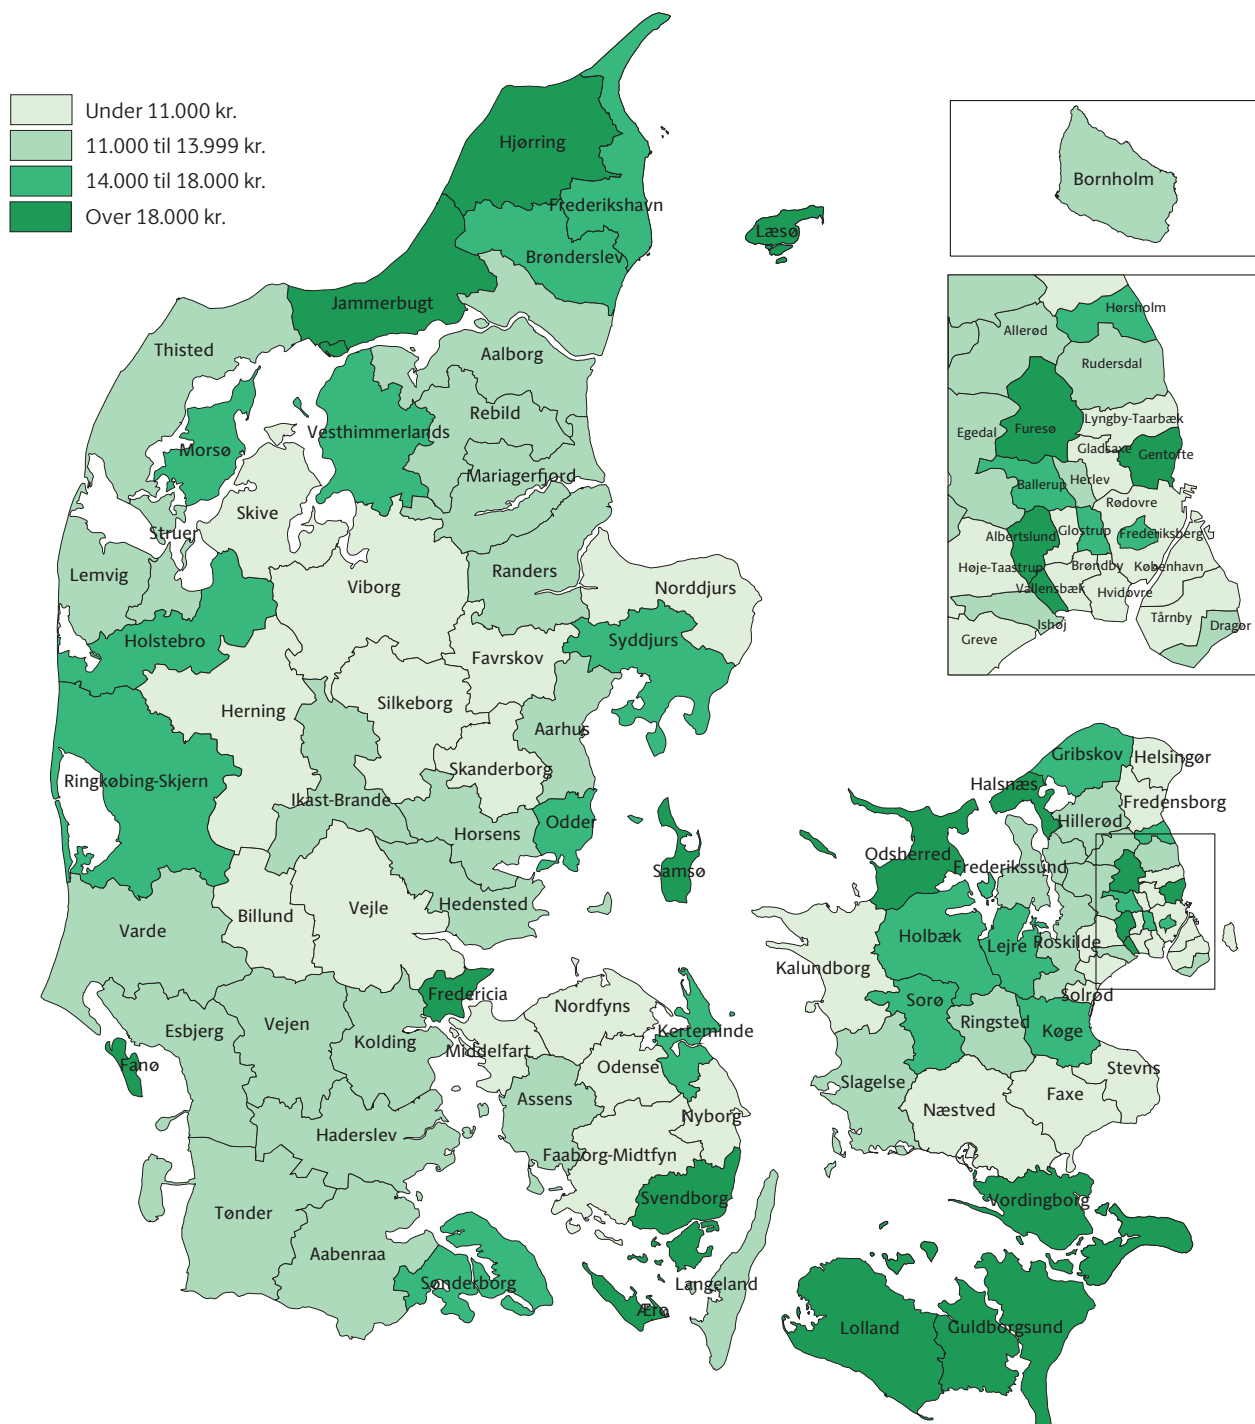 Under 11.000 kr.
11.000 til 13.999 kr.
14.000 til 18.000 kr.
Over 18.000 kr.
Hjørring
Frederikshavn
Læsø
Brønderslev
Jammerbugt
Thisted
Aalborg
Rebild
Vesthimmerlands
Morsø
Mariagerfjord
Skive
Struer
Lemvig
Viborg
Randers
Norddjurs
Holstebro
Syddjurs
Favrskov
Silkeborg
Herning
Aarhus
Skanderborg
Ringkøbing-Skjern
Ikast-Brande
Horsens
Odder
Samsø
Hedensted
Billund
Vejle
Varde
Fredericia
Esbjerg
Vejen
Kolding
Fanø
Haderslev
Tønder
Aabenraa
Sønderborg
Nordfyns
Middelfart
Kerteminde
Odense
Assens
Nyborg
Faaborg-Midtfyn
Svendborg
Langeland
Ærø
Bornholm
Hørsholm
Allerød
Rudersdal
Lyngby-Taarbæk
Egedal
Furesø
Gladsaxe
Gentofte
Ballerup
Herlev
Rødovre
Albertslund
Glostrup
Frederiksberg
Høje-Taastrup
Brøndby
København
Vallensbæk
Hvidovre
Tårnby
Ishøj
Dragør
Greve
Gribskov
Helsingør
Halsnæs
Fredensborg
Hillerød
Odsherred
Frederikssund
Holbæk
Lejre
Roskilde
Kalundborg
Solrød
Sorø
Ringsted
Køge
Stevns
Slagelse
Næstved
Faxe
Vordingborg
Lolland
Guldborgsund